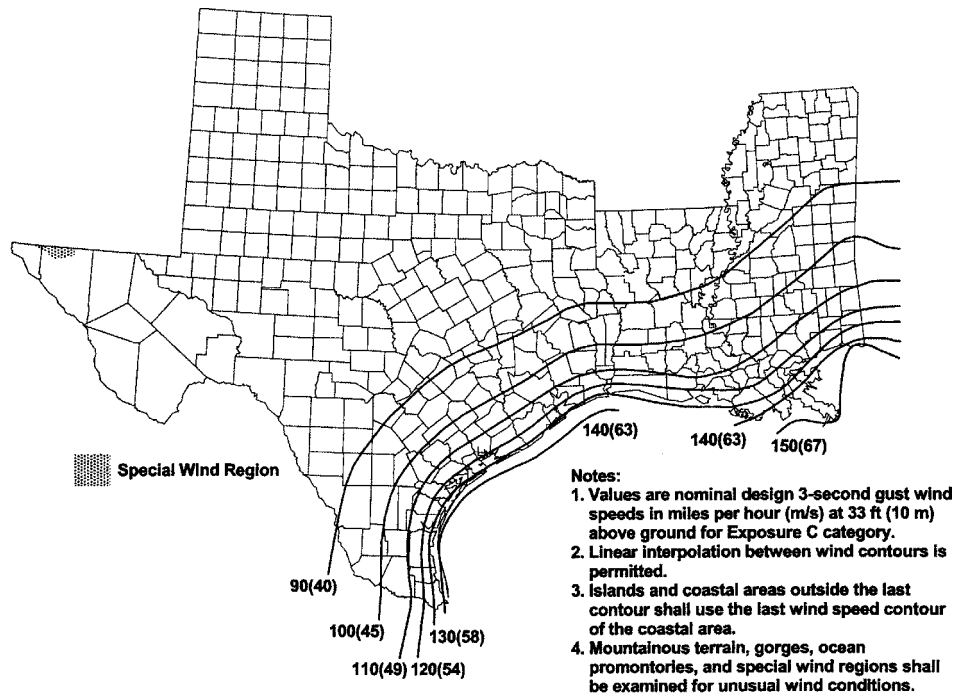 140(63)
140(63)
150(67)
Special Wind Region
90(40)
100(45)
130(58)
110(49)
120(54)
Notes:
1. Values are nominal design 3-second gust wind
speeds in miles per hour (m/s) at 33 ft (10 m)
above ground for Exposure C category.
2. Linear interpolation between wind contours is
permitted.
3. Islands and coastal areas outside the last
contour shall use the last wind speed contour
of the coastal area.
4. Mountainous terrain, gorges, ocean
promontories, and special wind regions shall
be examined for unusual wind conditions.